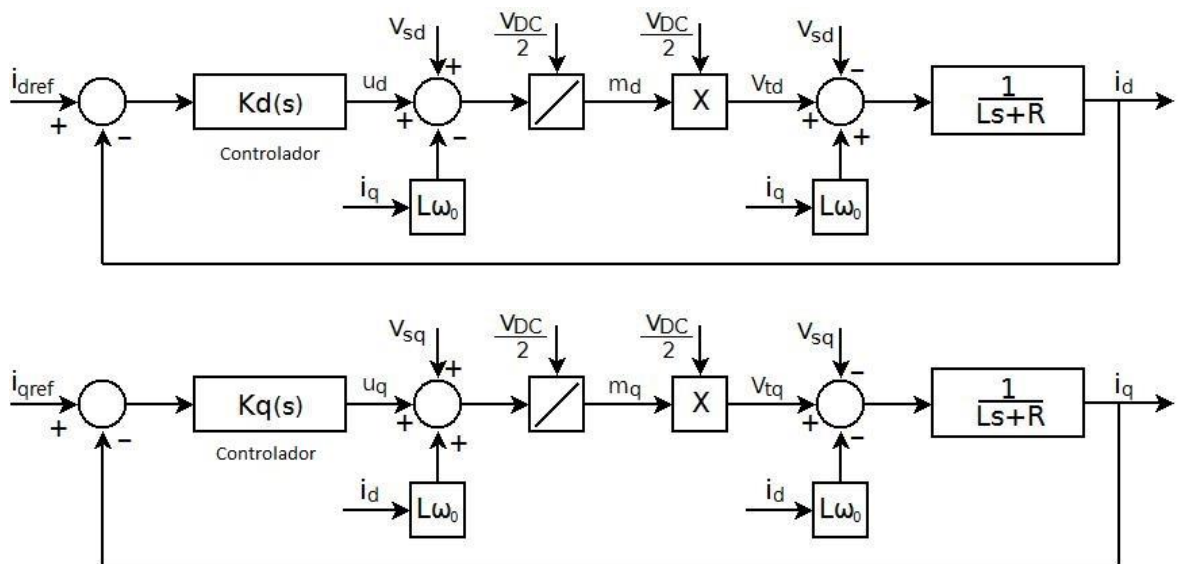 Vsd
VDC
2
VDC
2
Vsd
idref
+
−
Kd(s)
ud
+
+
−
md
X
Vtd
−
+
+
1
Ls+R
id
Controlador
iq
Lω0
iq
Lω0
Vsq
VDC
2
VDC
2
Vsq
iqref
+
−
Kq(s)
uq
+
+
+
mq
X
Vtq
−
+
−
1
Ls+R
iq
Controlador
id
Lω0
id
Lω0